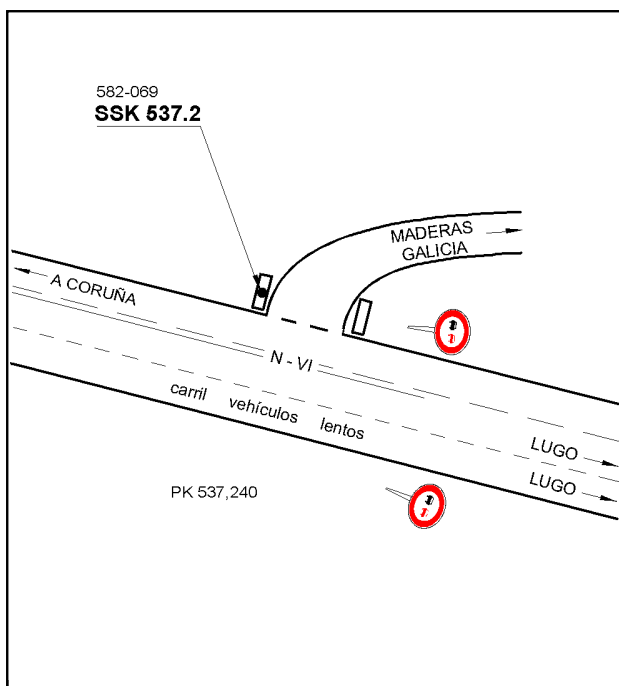 582-069
SSK 537.2
MADERAS
GALICIA
A CORUÑA
N - VI
carril vehículos lentos
LUGO
LUGO
PK 537,240